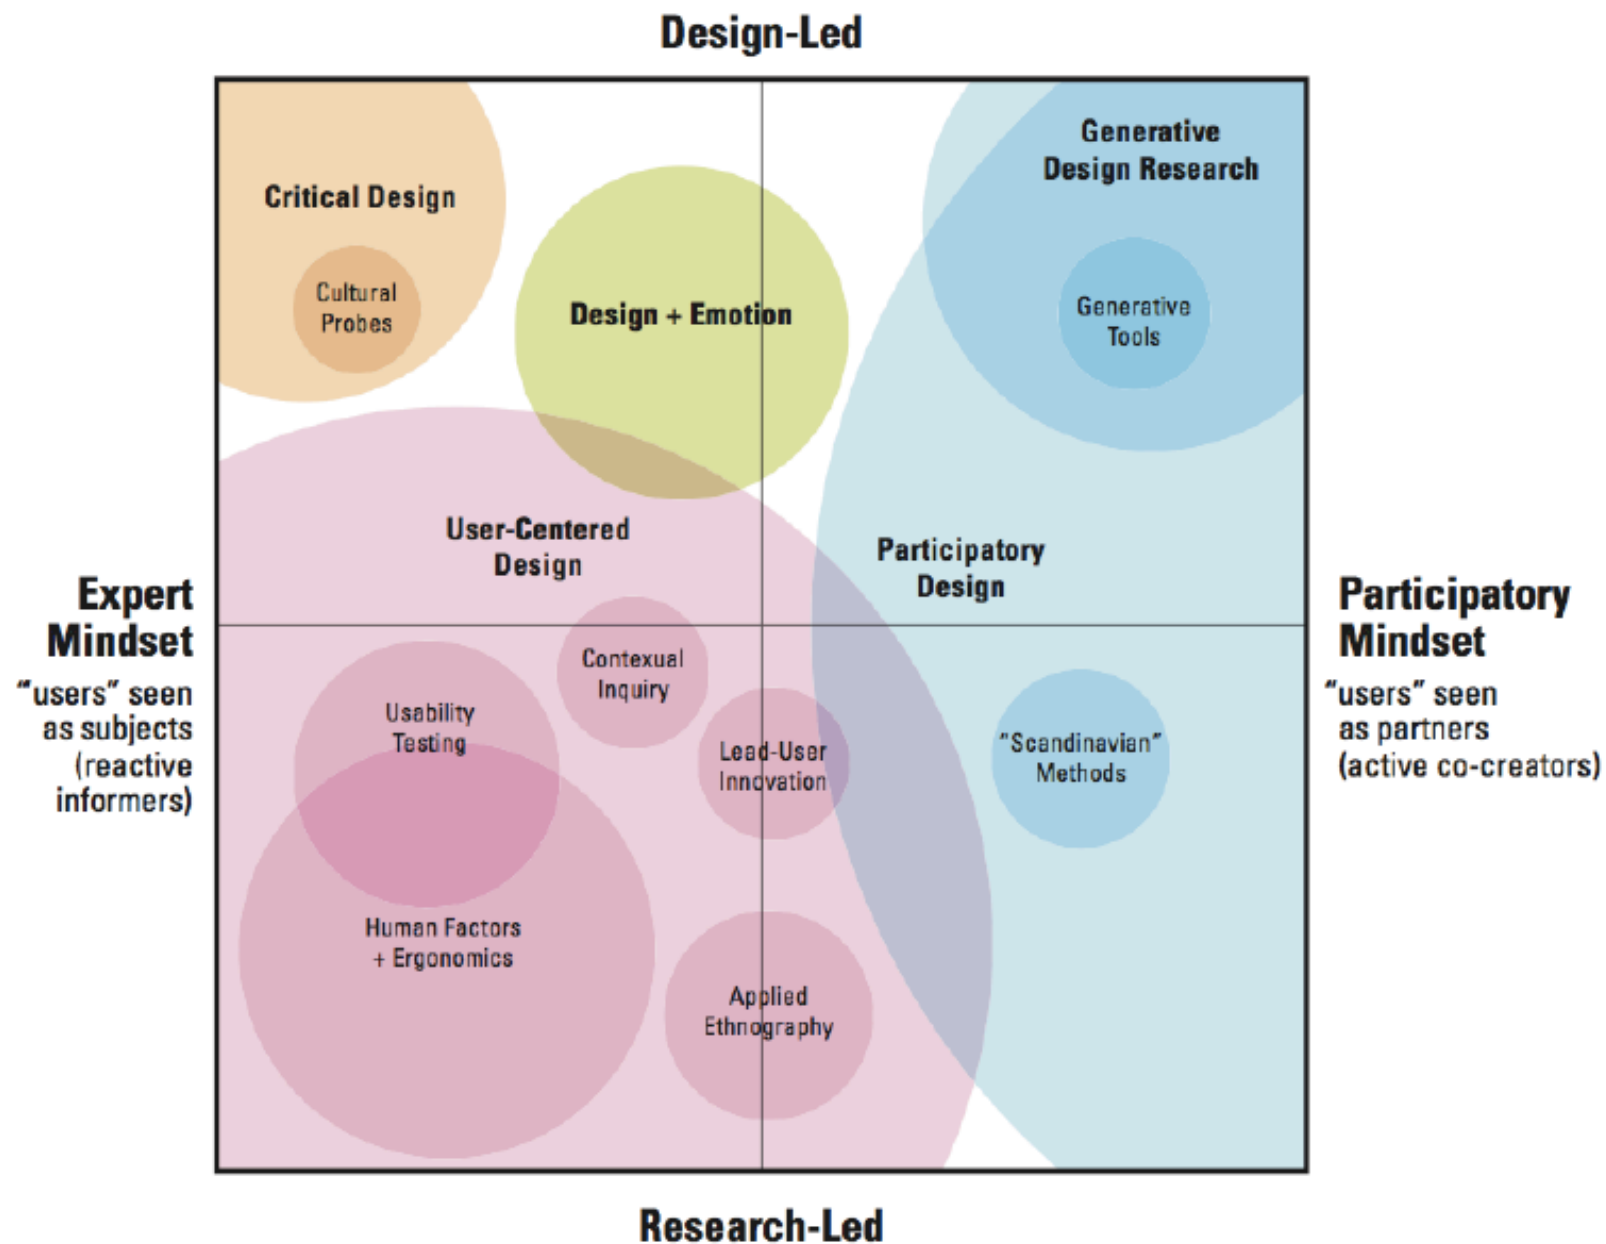 Design-Led
Generative
Design Research
Critical Design
Cultural
Probes
Design + Emotion
Generative
Tools
User-Centered
Design
Participatory
Design
Expert
Mindset
“users” seen
as subjects
(reactive
informers)
Participatory
Mindset
“users” seen
as partners
(active co-creators)
Contexual
Inquiry
Usability
Testing
Lead-User
Innovation
”Scandinavian”
Methods
Human Factors
+ Ergonomics
Applied
Ethnography
Research-Led